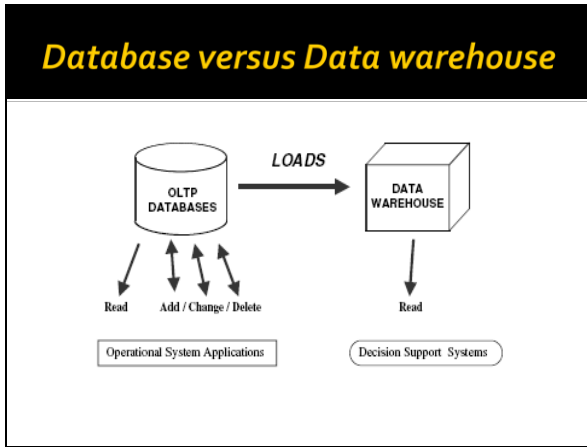 Database versus Data warehouse
LOADS
OLTP
DATABASES
DATA
WAREHOUSE
Read
Add / Change / Delete
Read
Operational System Applications
Decision Support Systems